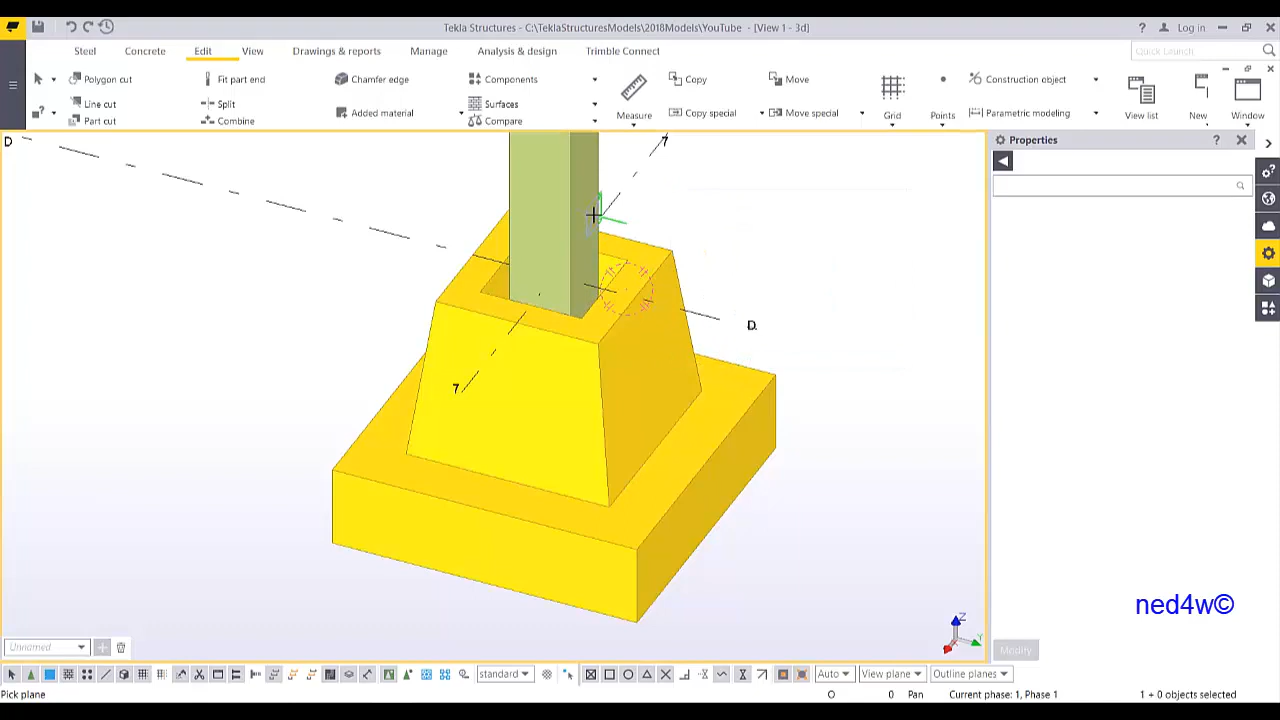 Tekla Structures - C:\TeklaStructuresModels\2018Models\YouTube - [View 1 - 3d]
? Log in
Steel Concrete Edit View Drawings & reports Manage Analysis & design Trimble Connect
Quick Launch
Polygon cut Fit part end Chamfer edge Components Copy Move Construction object
Line cut Split Added material Surfaces Measure Copy special Move special Grid Points Parametric modeling View list New Window
Part cut Combine Compare
Properties ?
D
7
D
7
ned4w©
Z
Y
Unnamed
Modify
standard Auto View plane Outline planes
Pick plane O 0 Pan Current phase: 1, Phase 1 1 + 0 objects selected